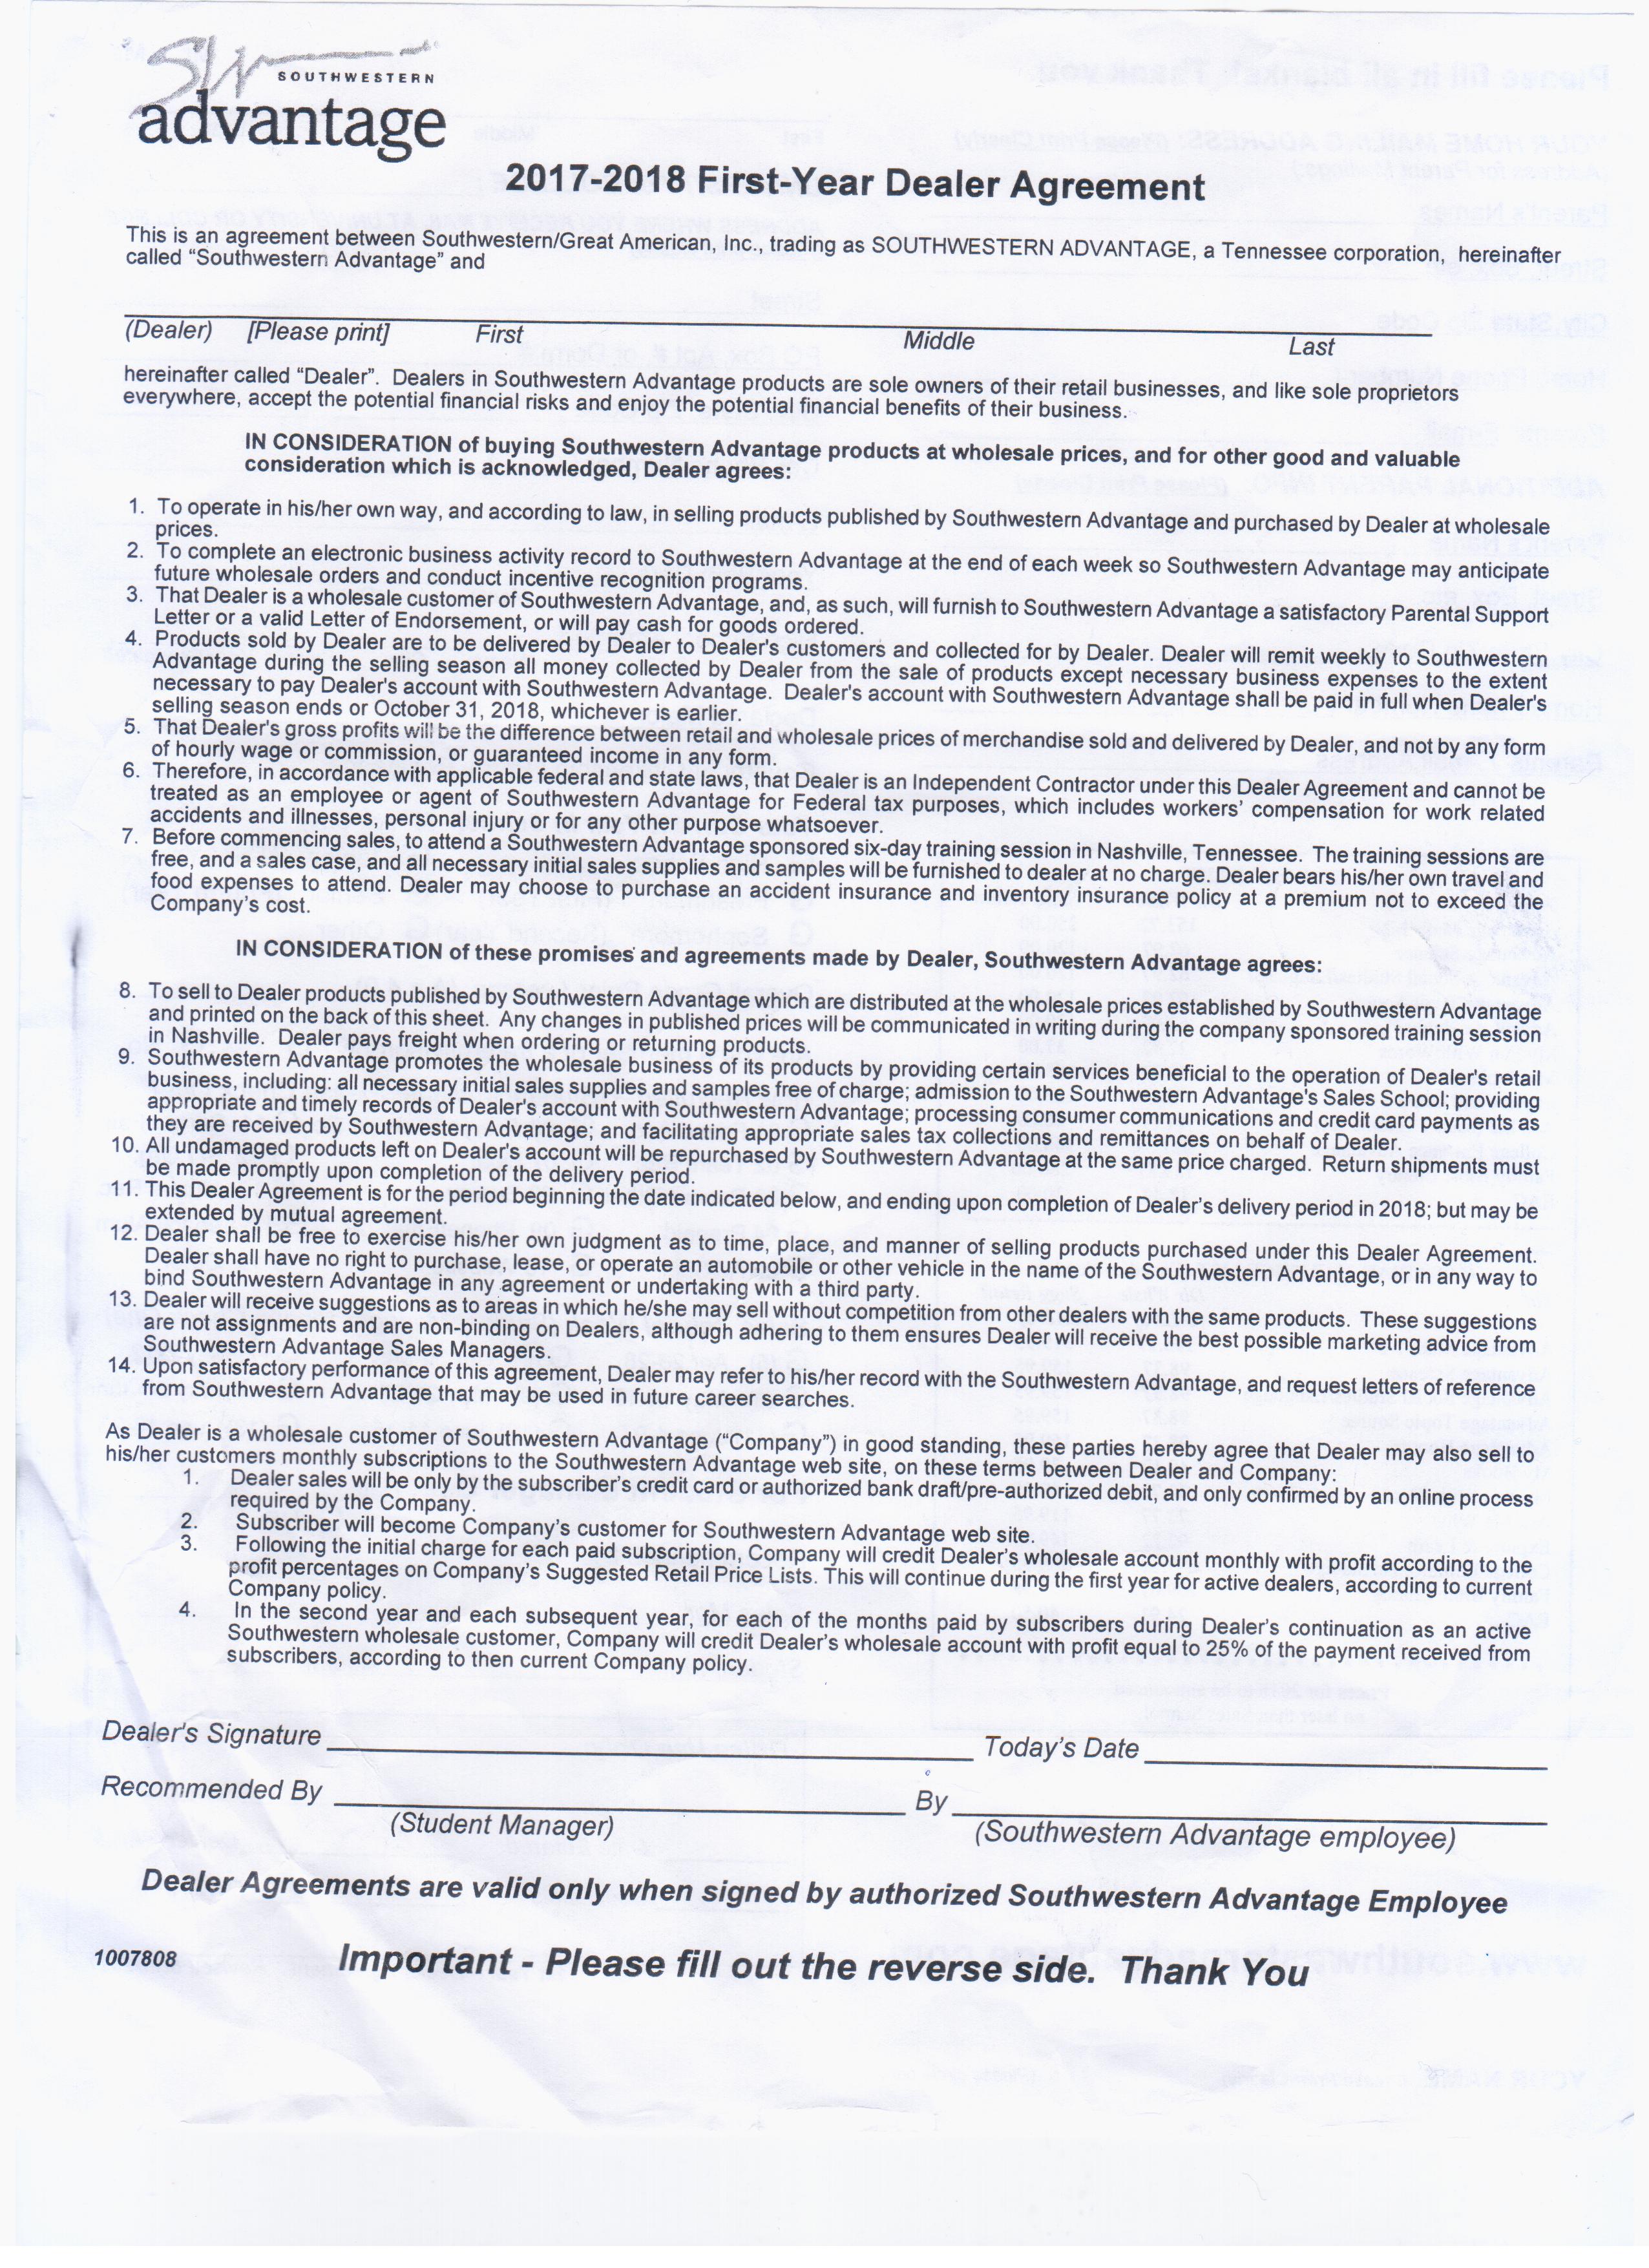 SOUTHWESTERN
advantage
2017-2018 First-Year Dealer Agreement
This is an agreement between Southwestern/Great American, Inc., trading as SOUTHWESTERN ADVANTAGE, a Tennessee corporation, hereinafter
called “Southwestern Advantage” and
(Dealer) [Please print] First Middle Last
hereinafter called “Dealer”. Dealers in Southwestern Advantage products are sole owners of their retail businesses, and like sole proprietors
everywhere, accept the potential financial risks and enjoy the potential financial benefits of their business.
IN CONSIDERATION of buying Southwestern Advantage products at wholesale prices, and for other good and valuable
consideration which is acknowledged, Dealer agrees:
1. To operate in his/her own way, and according to law, in selling products published by Southwestern Advantage and purchased by Dealer at wholesale
prices.
2. To complete an electronic business activity record to Southwestern Advantage at the end of each week so Southwestern Advantage may anticipate
future wholesale orders and conduct incentive recognition programs.
3. That Dealer is a wholesale customer of Southwestern Advantage, and, as such, will furnish to Southwestern Advantage a satisfactory Parental Support
Letter or a valid Letter of Endorsement, or will pay cash for goods ordered.
4. Products sold by Dealer are to be delivered by Dealer to Dealer's customers and collected for by Dealer. Dealer will remit weekly to Southwestern
Advantage during the selling season all money collected by Dealer from the sale of products except necessary business expenses to the extent
necessary to pay Dealer's account with Southwestern Advantage. Dealer's account with Southwestern Advantage shall be paid in full when Dealer's
selling season ends or October 31, 2018, whichever is earlier.
5. That Dealer's gross profits will be the difference between retail and wholesale prices of merchandise sold and delivered by Dealer, and not by any form
of hourly wage or commission, or guaranteed income in any form.
6. Therefore, in accordance with applicable federal and state laws, that Dealer is an Independent Contractor under this Dealer Agreement and cannot be
treated as an employee or agent of Southwestern Advantage for Federal tax purposes, which includes workers’ compensation for work related
accidents and illnesses, personal injury or for any other purpose whatsoever.
7. Before commencing sales, to attend a Southwestern Advantage sponsored six-day training session in Nashville, Tennessee. The training sessions are
free, and a sales case, and all necessary initial sales supplies and samples will be furnished to dealer at no charge. Dealer bears his/her own travel and
food expenses to attend. Dealer may choose to purchase an accident insurance and inventory insurance policy at a premium not to exceed the
Company’s cost.
IN CONSIDERATION of these promises and agreements made by Dealer, Southwestern Advantage agrees:
8. To sell to Dealer products published by Southwestern Advantage which are distributed at the wholesale prices established by Southwestern Advantage
and printed on the back of this sheet. Any changes in published prices will be communicated in writing during the company sponsored training session
in Nashville. Dealer pays freight when ordering or returning products.
9. Southwestern Advantage promotes the wholesale business of its products by providing certain services beneficial to the operation of Dealer's retail
business, including: all necessary initial sales supplies and samples free of charge; admission to the Southwestern Advantage's Sales School; providing
appropriate and timely records of Dealer's account with Southwestern Advantage; processing consumer communications and credit card payments as
they are received by Southwestern Advantage; and facilitating appropriate sales tax collections and remittances on behalf of Dealer.
10. All undamaged products left on Dealer's account will be repurchased by Southwestern Advantage at the same price charged. Return shipments must
be made promptly upon completion of the delivery period.
11. This Dealer Agreement is for the period beginning the date indicated below, and ending upon completion of Dealer’s delivery period in 2018; but may be
extended by mutual agreement.
12. Dealer shall be free to exercise his/her own judgment as to time, place, and manner of selling products purchased under this Dealer Agreement.
Dealer shall have no right to purchase, lease, or operate an automobile or other vehicle in the name of the Southwestern Advantage, or in any way to
bind Southwestern Advantage in any agreement or undertaking with a third party.
13. Dealer will receive suggestions as to areas in which he/she may sell without competition from other dealers with the same products. These suggestions
are not assignments and are non-binding on Dealers, although adhering to them ensures Dealer will receive the best possible marketing advice from
Southwestern Advantage Sales Managers.
14. Upon satisfactory performance of this agreement, Dealer may refer to his/her record with the Southwestern Advantage, and request letters of reference
from Southwestern Advantage that may be used in future career searches.
As Dealer is a wholesale customer of Southwestern Advantage (“Company”) in good standing, these parties hereby agree that Dealer may also sell to
his/her customers monthly subscriptions to the Southwestern Advantage web site, on these terms between Dealer and Company:
1. Dealer sales will be only by the subscriber’s credit card or authorized bank draft/pre-authorized debit, and only confirmed by an online process
required by the Company.
2. Subscriber will become Company’s customer for Southwestern Advantage web site.
3. Following the initial charge for each paid subscription, Company will credit Dealer’s wholesale account monthly with profit according to the
profit percentages on Company’s Suggested Retail Price Lists. This will continue during the first year for active dealers, according to current
Company policy.
4. In the second year and each subsequent year, for each of the months paid by subscribers during Dealer’s continuation as an active
Southwestern wholesale customer, Company will credit Dealer’s wholesale account with profit equal to 25% of the payment received from
subscribers, according to then current Company policy.
Dealer's Signature Today’s Date
Recommended By By
(Student Manager) (Southwestern Advantage employee)
Dealer Agreements are valid only when signed by authorized Southwestern Advantage Employee
1007808 Important - Please fill out the reverse side. Thank You